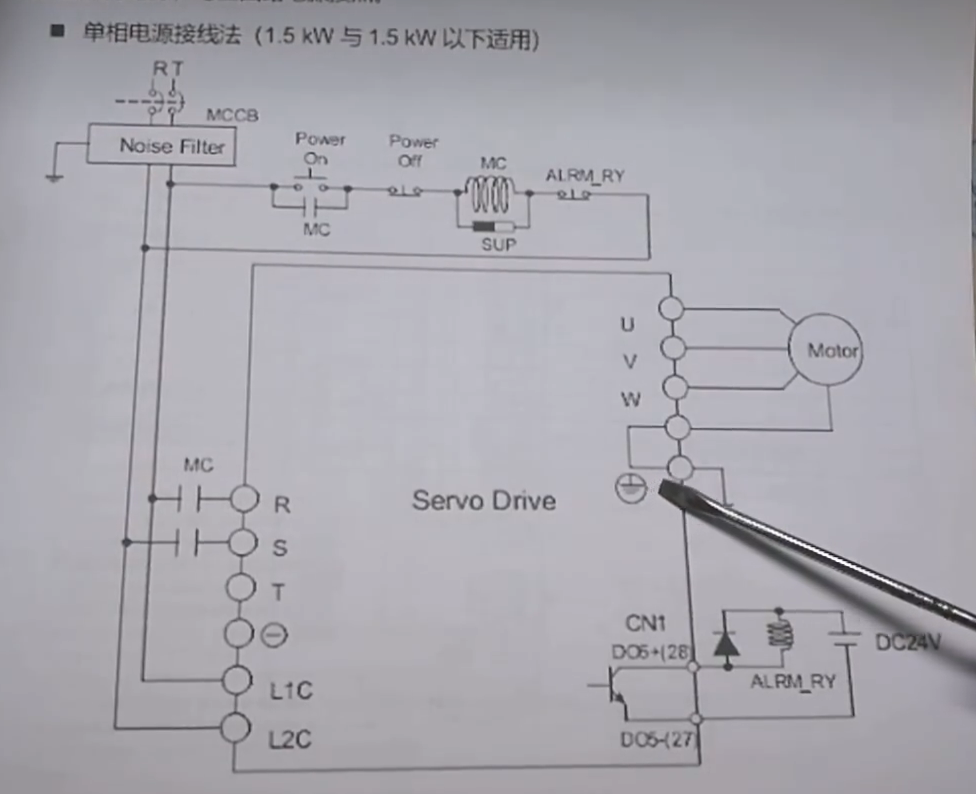 ■ 单相电源接线法 (1.5 kW 与 1.5 kW 以下适用)
R T
MCCB
Noise Filter
Power On
Power Off
MC
ALRM_RY
MC
SUP
U
V
W
Motor
MC
R
S
T
Servo Drive
L1C
L2C
CN1
DO5+(28)
DO5-(27)
ALRM_RY
DC24V